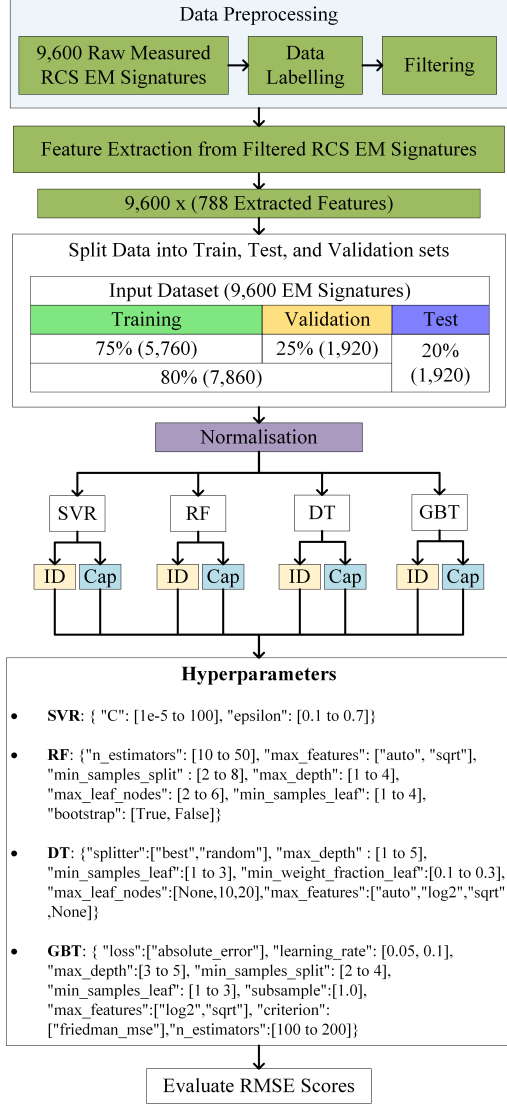 Data Preprocessing
9,600 Raw Measured
RCS EM Signatures
Data
Labelling
Filtering
Feature Extraction from Filtered RCS EM Signatures
9,600 x (788 Extracted Features)
Split Data into Train, Test, and Validation sets
Input Dataset (9,600 EM Signatures)
Training Validation Test
75% (5,760) 25% (1,920) 20%
(1,920)
80% (7,860)
Normalisation
SVR RF DT GBT
ID Cap ID Cap ID Cap ID Cap
Hyperparameters
• SVR: { "C": [1e-5 to 100], "epsilon": [0.1 to 0.7]}
• RF: {"n_estimators": [10 to 50], "max_features": ["auto", "sqrt"],
"min_samples_split" : [2 to 8], "max_depth": [1 to 4],
"max_leaf_nodes": [2 to 6], "min_samples_leaf": [1 to 4],
"bootstrap": [True, False]}
• DT: {"splitter":["best","random"], "max_depth" : [1 to 5],
"min_samples_leaf":[1 to 3], "min_weight_fraction_leaf":[0.1 to 0.3],
"max_leaf_nodes":[None,10,20],"max_features":["auto","log2","sqrt"
,None]}
• GBT: { "loss":["absolute_error"], "learning_rate": [0.05, 0.1],
"max_depth":[3 to 5], "min_samples_split": [2 to 4],
"min_samples_leaf": [1 to 3], "subsample":[1.0],
"max_features":["log2","sqrt"], "criterion":
["friedman_mse"],"n_estimators":[100 to 200]}
Evaluate RMSE Scores